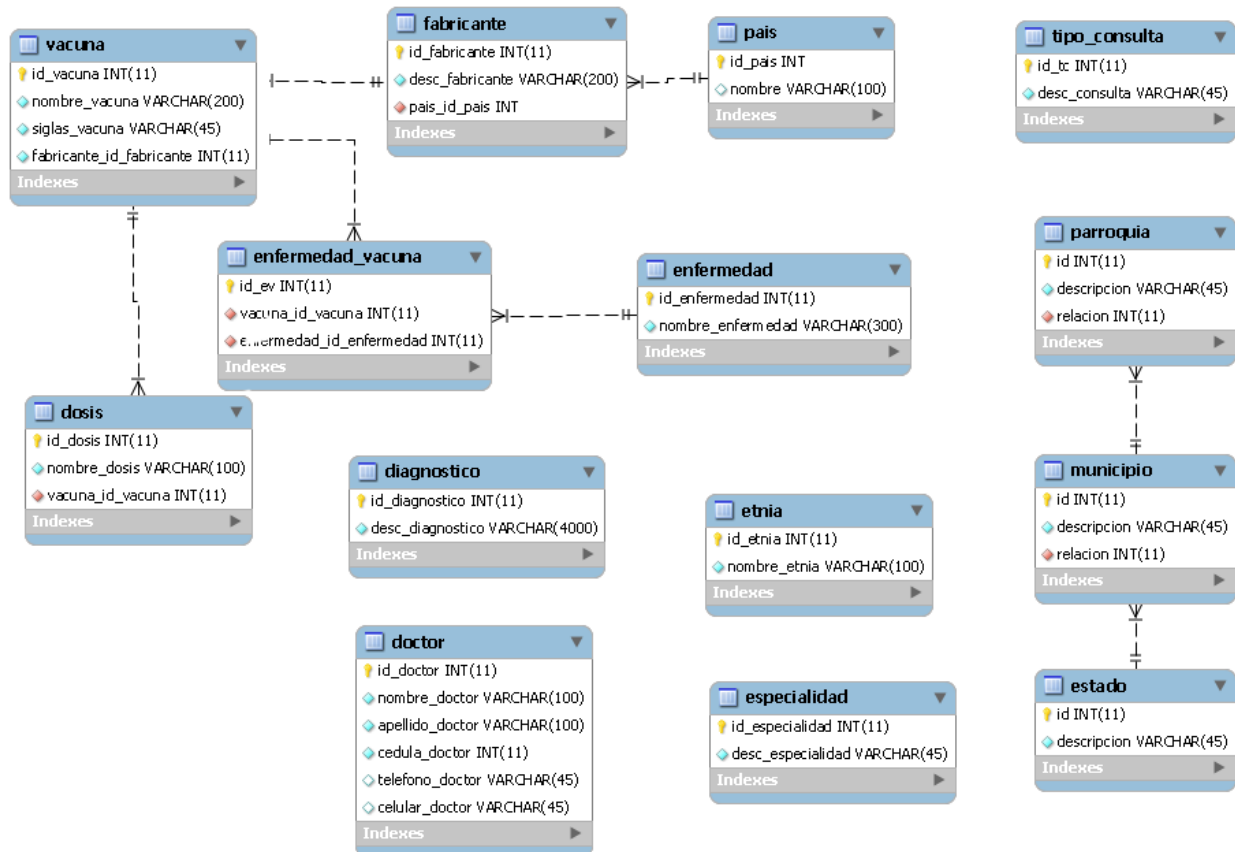 vacuna
id_vacuna INT(11)
nombre_vacuna VARCHAR(200)
siglas_vacuna VARCHAR(45)
fabricante_id_fabricante INT(11)
Indexes
fabricante
id_fabricante INT(11)
desc_fabricante VARCHAR(200)
pais_id_pais INT
Indexes
pais
id_pais INT
nombre VARCHAR(100)
Indexes
tipo_consulta
id_tc INT(11)
desc_consulta VARCHAR(45)
Indexes
enfermedad_vacuna
id_ev INT(11)
vacuna_id_vacuna INT(11)
enfermedad_id_enfermedad INT(11)
Indexes
enfermedad
id_enfermedad INT(11)
nombre_enfermedad VARCHAR(300)
Indexes
parroquia
id INT(11)
descripcion VARCHAR(45)
relacion INT(11)
Indexes
dosis
id_dosis INT(11)
nombre_dosis VARCHAR(100)
vacuna_id_vacuna INT(11)
Indexes
diagnostico
id_diagnostico INT(11)
desc_diagnostico VARCHAR(4000)
Indexes
etnia
id_etnia INT(11)
nombre_etnia VARCHAR(100)
Indexes
municipio
id INT(11)
descripcion VARCHAR(45)
relacion INT(11)
Indexes
doctor
id_doctor INT(11)
nombre_doctor VARCHAR(100)
apellido_doctor VARCHAR(100)
cedula_doctor INT(11)
telefono_doctor VARCHAR(45)
celular_doctor VARCHAR(45)
Indexes
especialidad
id_especialidad INT(11)
desc_especialidad VARCHAR(45)
Indexes
estado
id INT(11)
descripcion VARCHAR(45)
Indexes